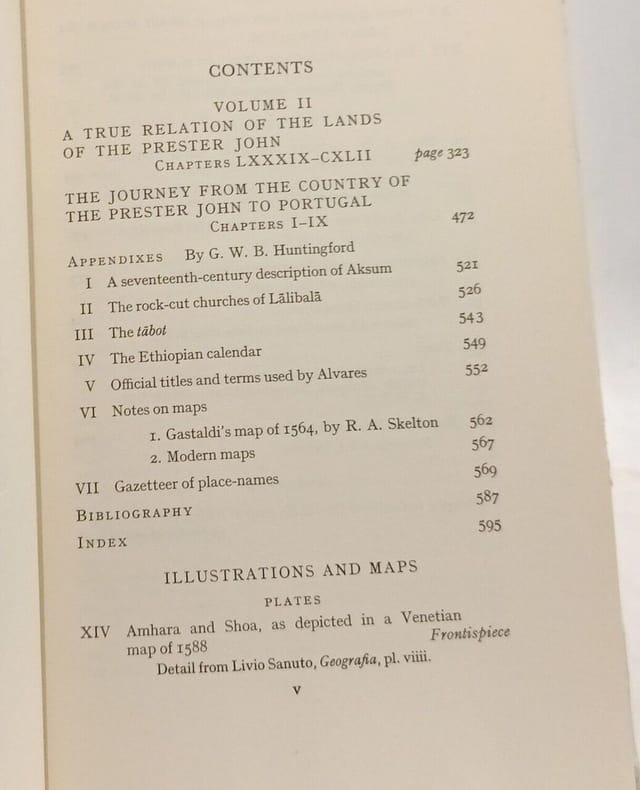 CONTENTS
VOLUME II
A TRUE RELATION OF THE LANDS
OF THE PRESTER JOHN
CHAPTERS LXXXIX–CXLII page 323
THE JOURNEY FROM THE COUNTRY OF
THE PRESTER JOHN TO PORTUGAL
CHAPTERS I–IX 472
APPENDIXES By G. W. B. Huntingford
I A seventeenth-century description of Aksum 521
II The rock-cut churches of Lālibalā 526
III The tābot 543
IV The Ethiopian calendar 549
V Official titles and terms used by Alvares 552
VI Notes on maps
1. Gastaldi's map of 1564, by R. A. Skelton 562
2. Modern maps 567
VII Gazetteer of place-names 569
BIBLIOGRAPHY 587
INDEX 595
ILLUSTRATIONS AND MAPS
PLATES
XIV Amhara and Shoa, as depicted in a Venetian
map of 1588 Frontispiece
Detail from Livio Sanuto, Geografia, pl. viiii.
v